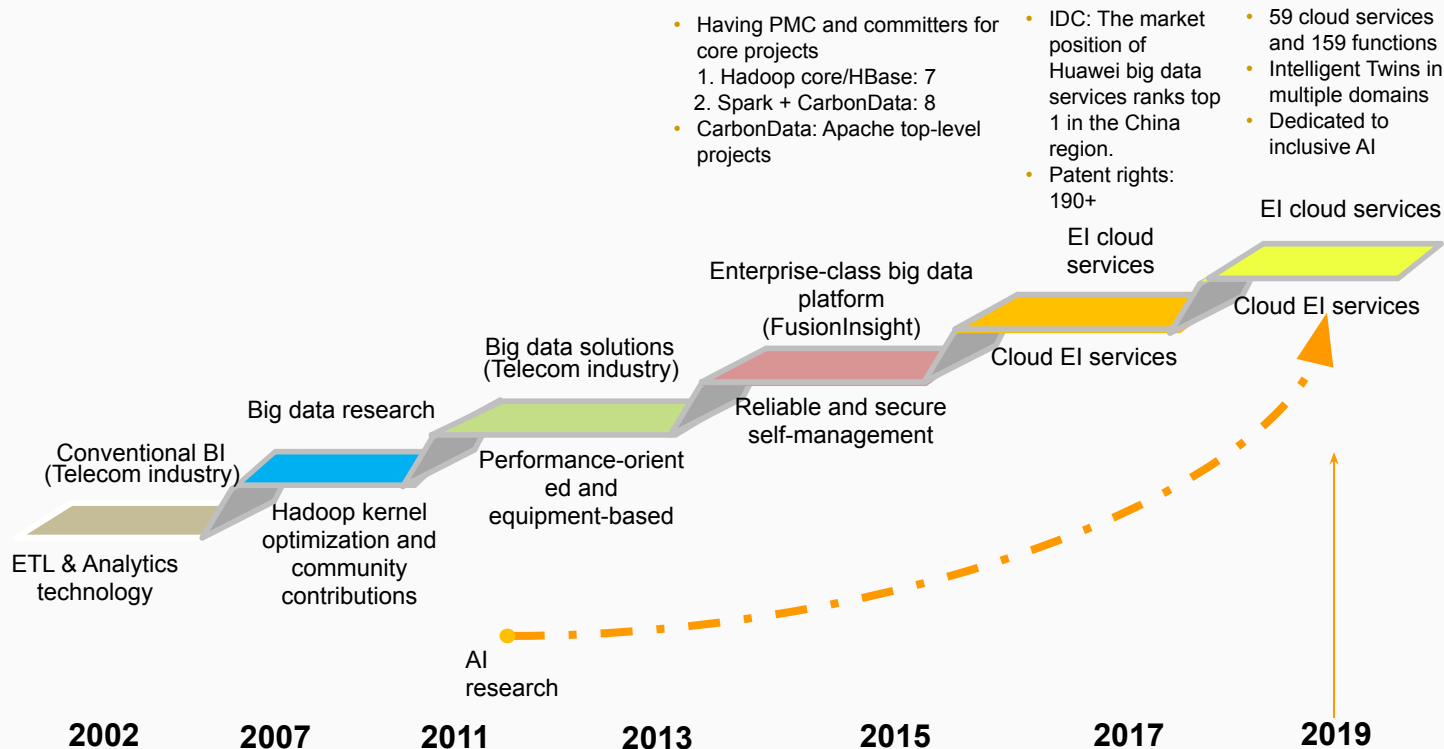 • Having PMC and committers for
core projects
1. Hadoop core/HBase: 7
2. Spark + CarbonData: 8
• CarbonData: Apache top-level
projects
• IDC: The market
position of
Huawei big data
services ranks top
1 in the China
region.
• Patent rights:
190+
• 59 cloud services
and 159 functions
• Intelligent Twins in
multiple domains
• Dedicated to
inclusive AI
Conventional BI
(Telecom industry)
ETL & Analytics
technology
Big data research
Hadoop kernel
optimization and
community
contributions
Big data solutions
(Telecom industry)
Performance-orient
ed and
equipment-based
Enterprise-class big data
platform
(FusionInsight)
Reliable and secure
self-management
EI cloud
services
Cloud EI services
EI cloud services
Cloud EI services
AI
research
2002
2007
2011
2013
2015
2017
2019